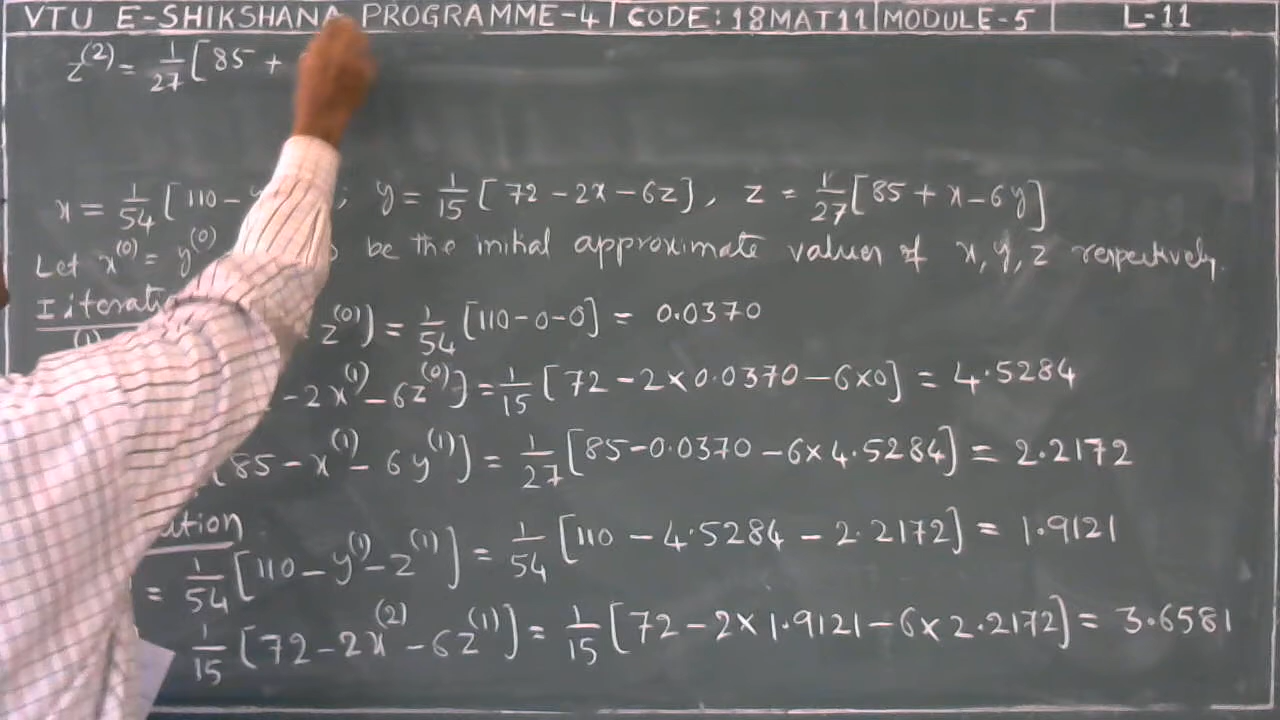 VTU E-SHIKSHANA PROGRAMME-4 | CODE: 18MAT11 | MODULE-5 | L-11
z^(2) = 1/27 [85 +
x = 1/54 [110 - y ; y = 1/15 [72 - 2x - 6z], z = 1/27 [85 + x - 6y]
Let x^(0) = y^(0) be the initial approximate values of x, y, z respectively.
I iteratio
(1) z^(0)] = 1/54 [110-0-0] = 0.0370
- 2x^(1) - 6z^(0)] = 1/15 [72 - 2×0.0370 - 6×0] = 4.5284
[85 - x^(1) - 6y^(1)] = 1/27 [85-0.0370 - 6×4.5284] = 2.2172
ation
= 1/54 [110 - y^(1) - z^(1)] = 1/54 [110 - 4.5284 - 2.2172] = 1.9121
1/15 [72 - 2x^(2) - 6z^(1)] = 1/15 [72 - 2×1.9121 - 6×2.2172] = 3.6581